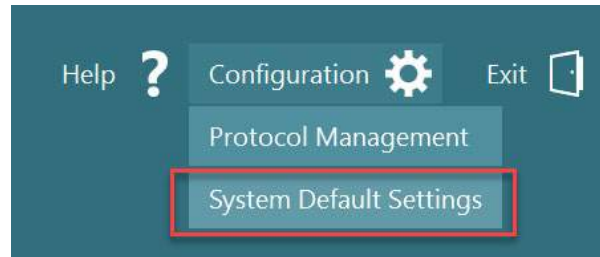 Help ? Configuration Exit
Protocol Management
System Default Settings